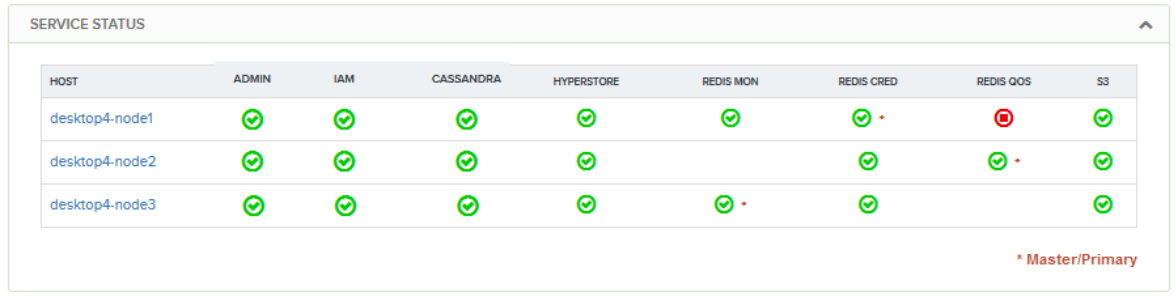 SERVICE STATUS
HOST ADMIN IAM CASSANDRA HYPERSTORE REDIS MON REDIS CRED REDIS QOS S3
desktop4-node1 *
desktop4-node2 *
desktop4-node3 *
* Master/Primary